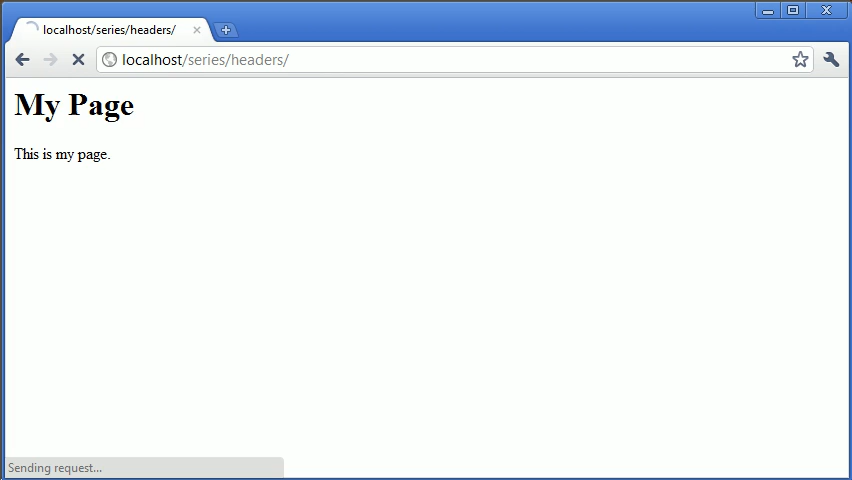 localhost/series/headers/
localhost/series/headers/
My Page
This is my page.
Sending request...